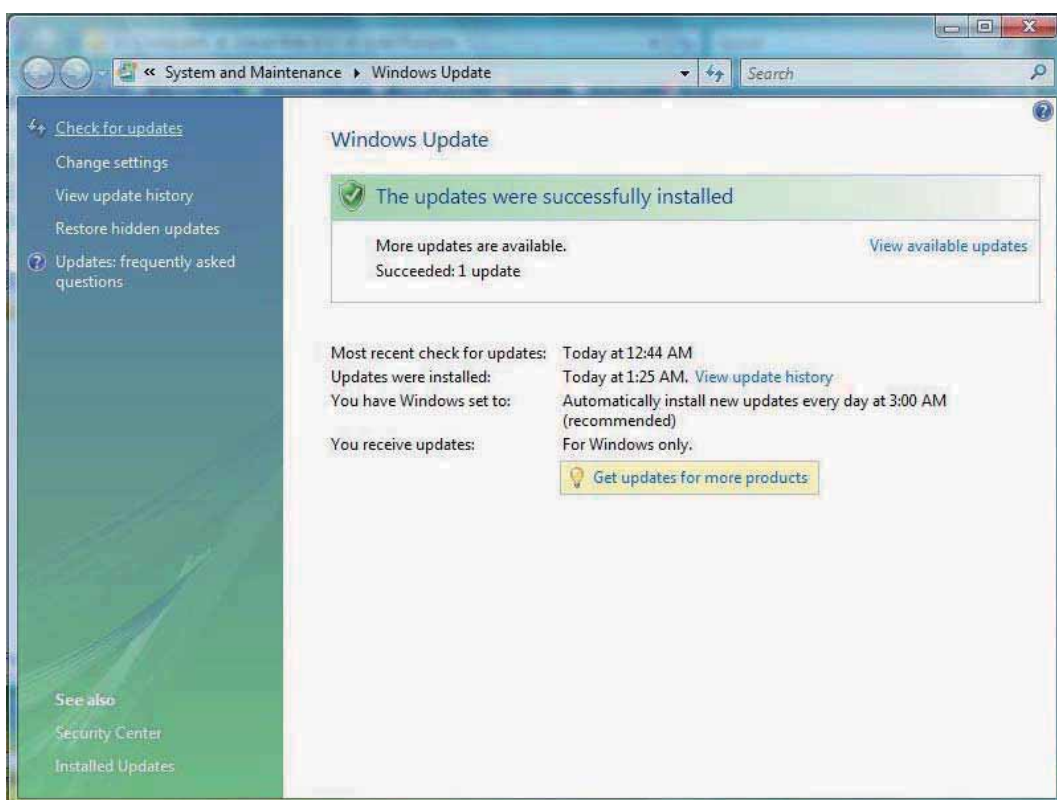 « System and Maintenance ▸ Windows Update
Search
Check for updates
Change settings
View update history
Restore hidden updates
Updates: frequently asked
questions
See also
Security Center
Installed Updates
Windows Update
The updates were successfully installed
More updates are available.
View available updates
Succeeded: 1 update
Most recent check for updates: Today at 12:44 AM
Updates were installed: Today at 1:25 AM. View update history
You have Windows set to: Automatically install new updates every day at 3:00 AM
(recommended)
You receive updates: For Windows only.
Get updates for more products